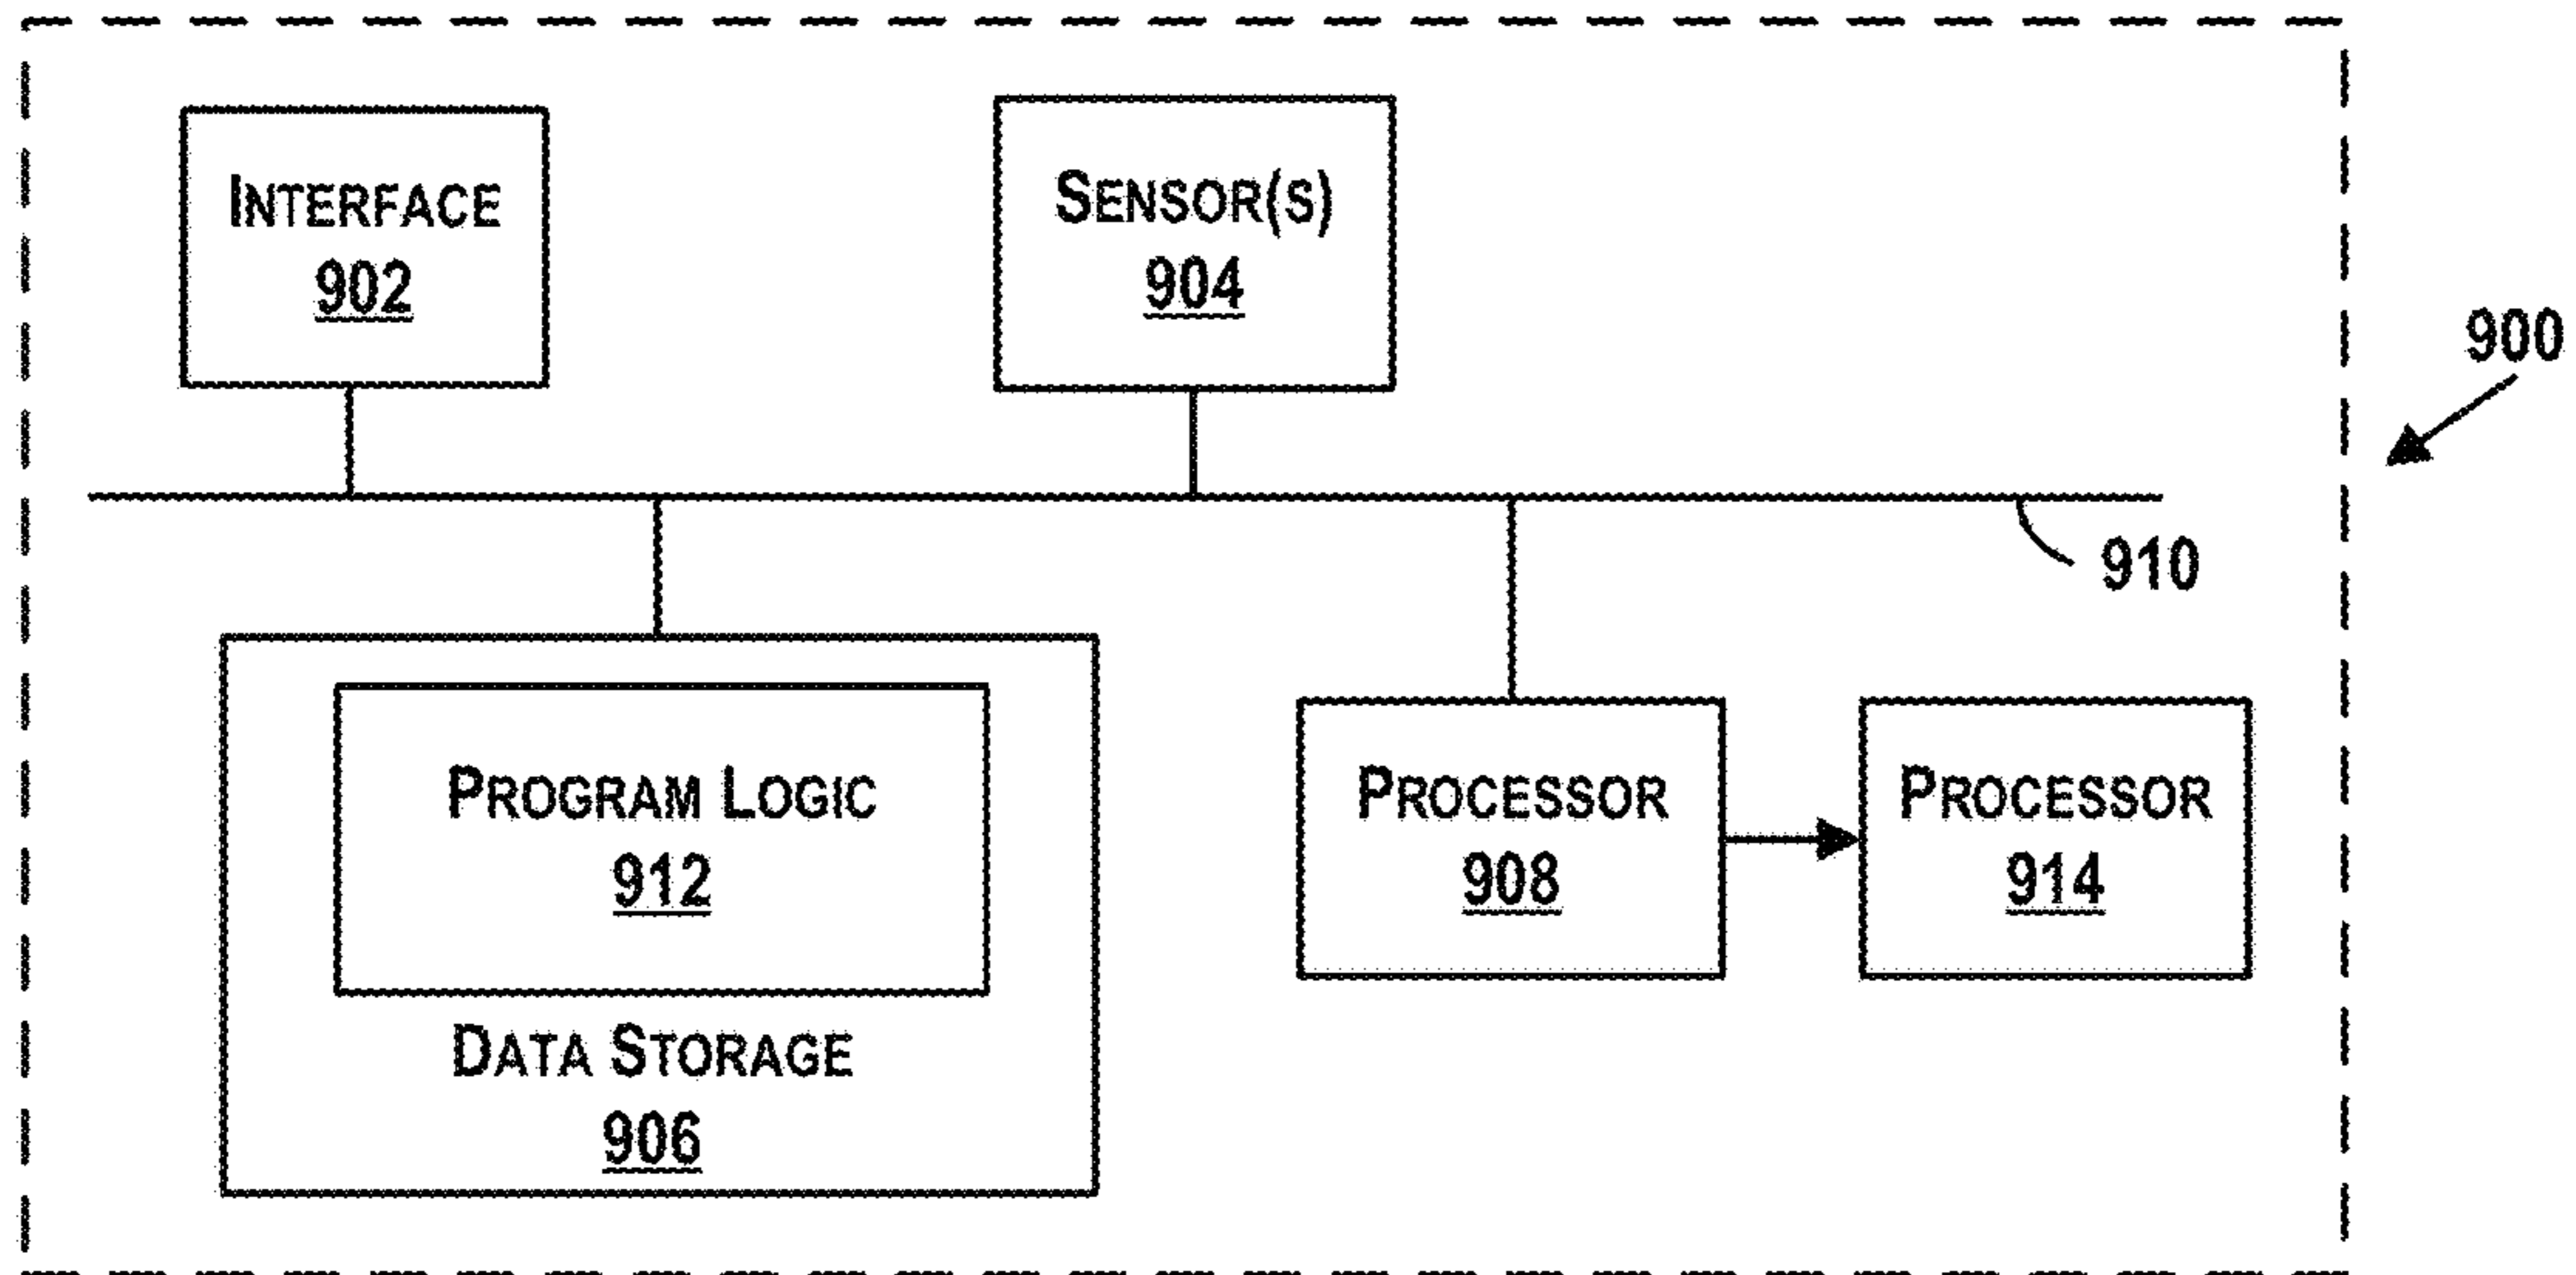 INTERFACE
902
SENSOR(S)
904
900
910
PROGRAM LOGIC
912
DATA STORAGE
906
PROCESSOR
908
PROCESSOR
914